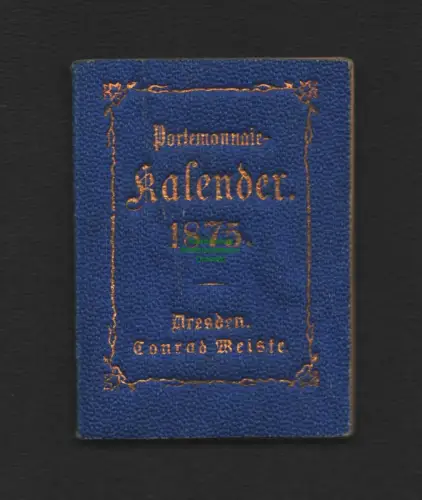 Portemonnaie-
Kalender.
1875.
Dresden.
Conrad Weiske